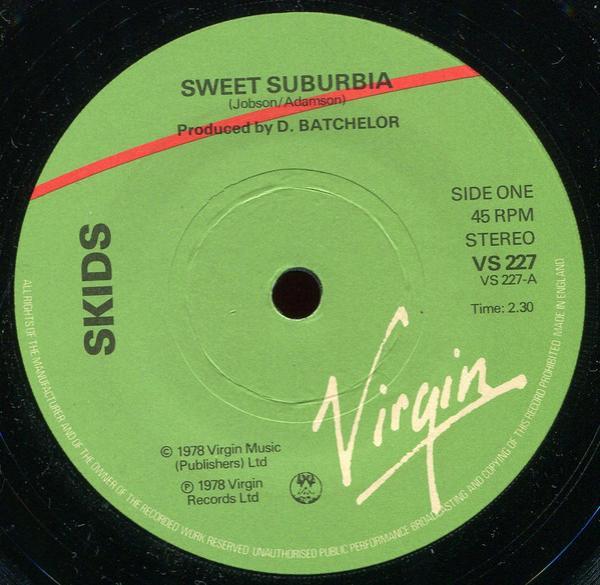 SWEET SUBURBIA
(Jobson/Adamson)
Produced by D. BATCHELOR
SKIDS
SIDE ONE
45 RPM
STEREO
VS 227
VS 227-A
Time: 2.30
Virgin
© 1978 Virgin Music
(Publishers) Ltd
℗ 1978 Virgin
Records Ltd
ALL RIGHTS OF THE MANUFACTURER AND OF THE OWNER OF THE RECORDED WORK RESERVED UNAUTHORISED PUBLIC PERFORMANCE BROADCASTING AND COPYING OF THIS RECORD PROHIBITED MADE IN ENGLAND